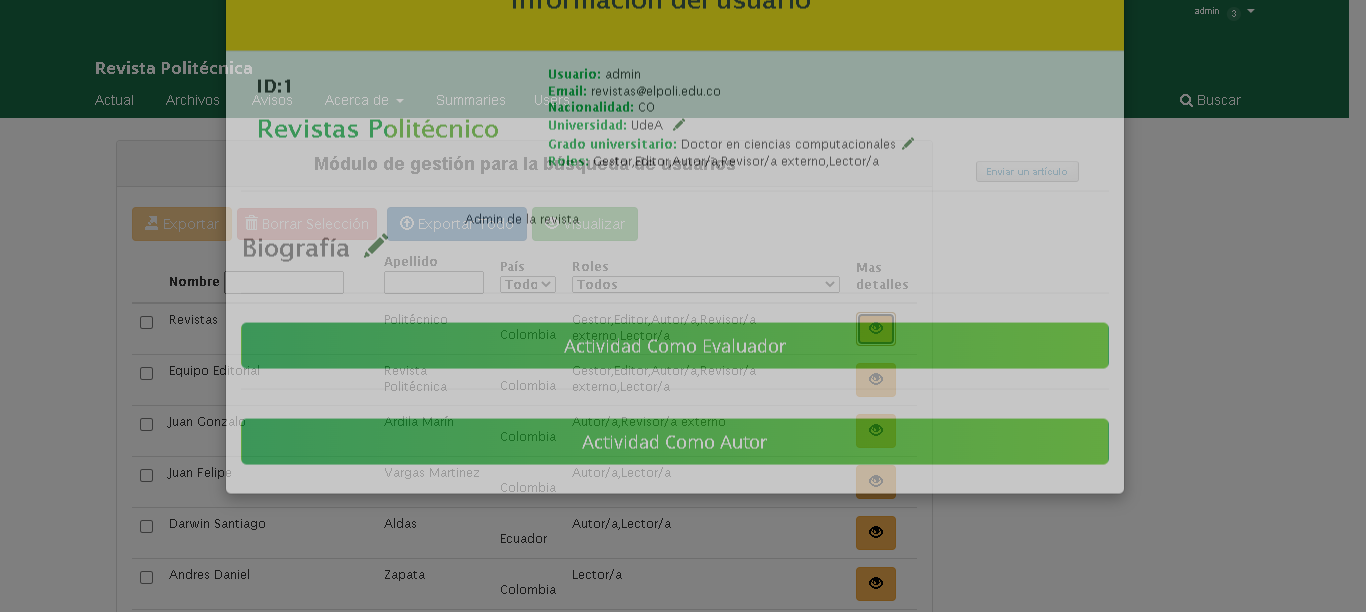 Información del usuario
admin 3
Revista Politécnica
Actual Archivos Avisos Acerca de Summaries Users
Buscar
ID:1
Revistas Politécnico
Usuario: admin
Email: revistas@elpoli.edu.co
Nacionalidad: CO
Universidad: UdeA
Grado universitario: Doctor en ciencias computacionales
Roles: Gestor,Editor,Autor/a,Revisor/a externo,Lector/a
Módulo de gestión para la búsqueda de usuarios
Enviar un artículo
Admin de la revista
Exportar Borrar Selección Exportar Todo Visualizar
Biografía
Nombre Apellido País Roles Mas detalles
Todo Todos
Revistas Politécnico Colombia Gestor,Editor,Autor/a,Revisor/a
externo,Lector/a
Actividad Como Evaluador
Equipo Editorial Revista Politécnica Colombia Gestor,Editor,Autor/a,Revisor/a
externo,Lector/a
Juan Gonzalo Ardila Marín Colombia Autor/a,Revisor/a externo
Actividad Como Autor
Juan Felipe Vargas Martínez Colombia Autor/a,Lector/a
Darwin Santiago Aldas Ecuador Autor/a,Lector/a
Andres Daniel Zapata Colombia Lector/a